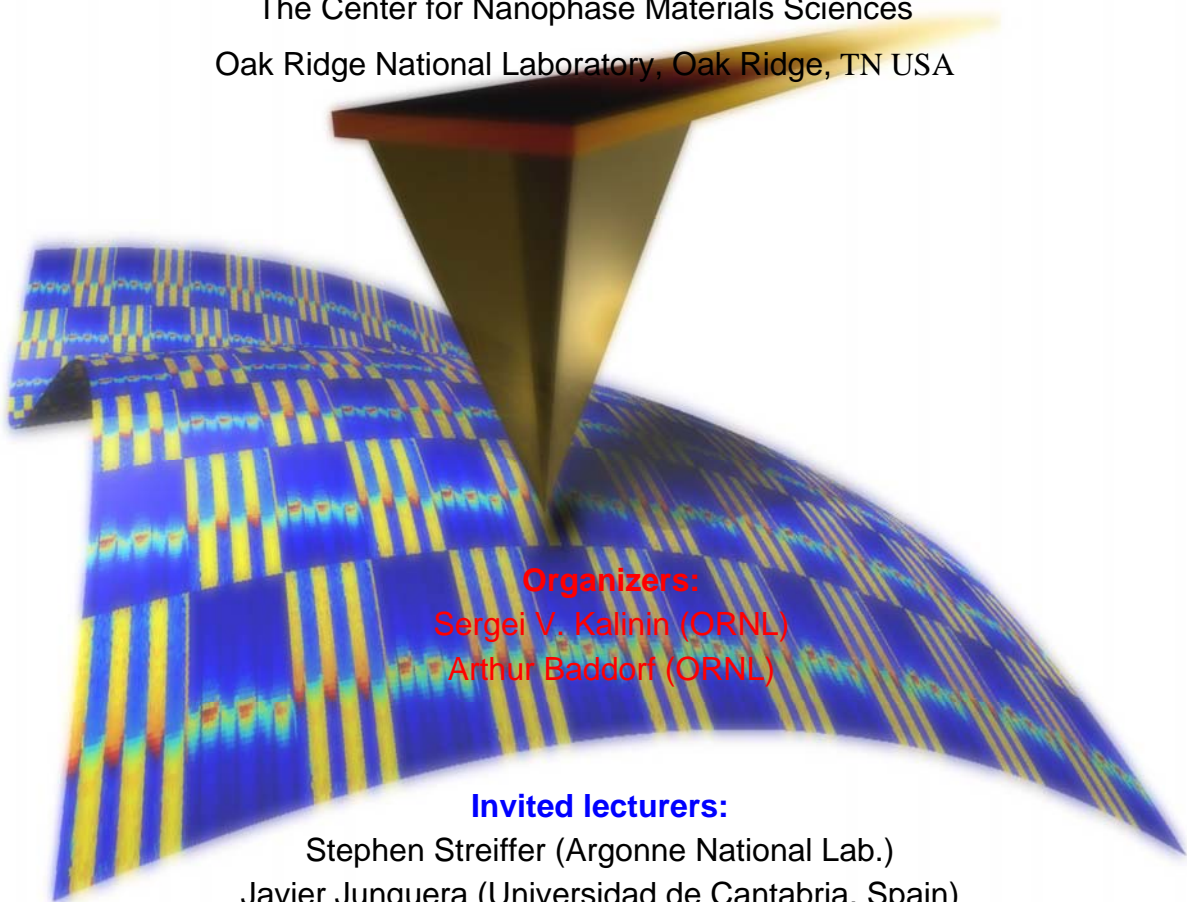 The Center for Nanophase Materials Sciences
Oak Ridge National Laboratory, Oak Ridge, TN USA
Organizers:
Sergei V. Kalinin (ORNL)
Arthur Baddorf (ORNL)
Invited lecturers:
Stephen Streiffer (Argonne National Lab.)
Javier Junquera (Universidad de Cantabria, Spain)